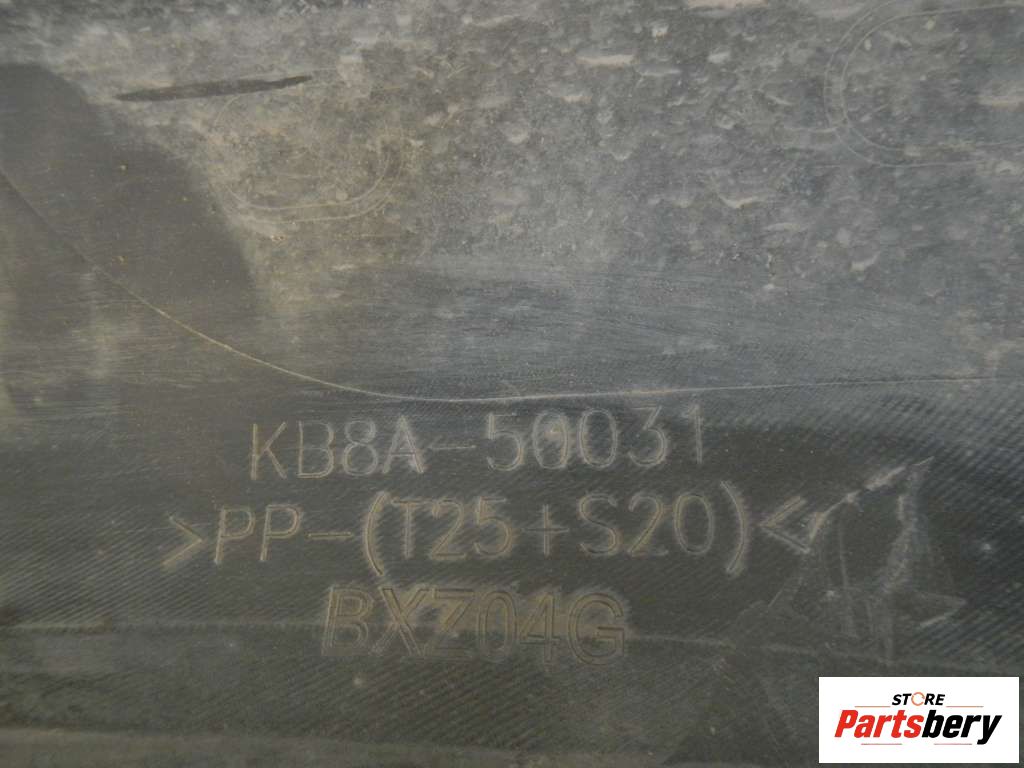 KB8A-50031
>PP-(T25+S20)<
BXZ04G
STORE
Partsbery